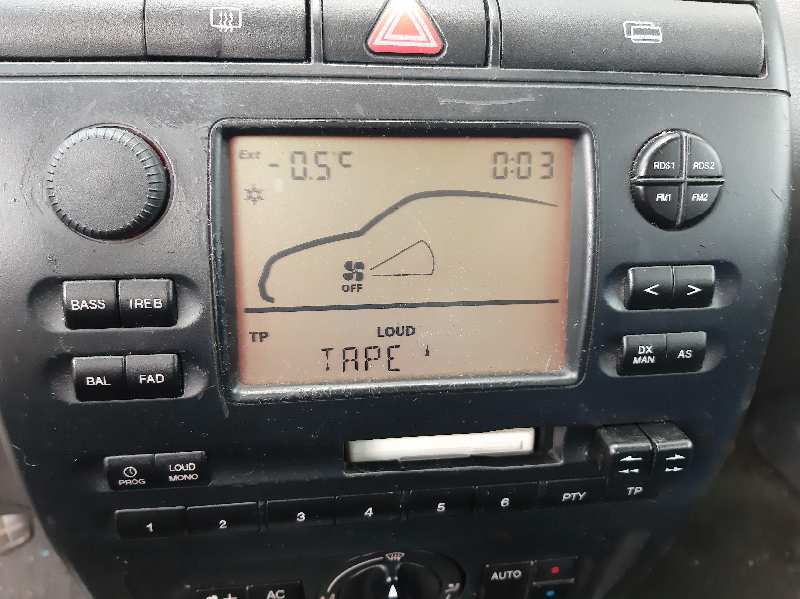 Ext -0.5°C 0:03
OFF
TP LOUD
TAPE
RDS1 RDS2
FM1 FM2
BASS TREB
< >
BAL FAD
DX MAN AS
PROG LOUD MONO
1 2 3 4 5 6 PTY TP
AC AUTO